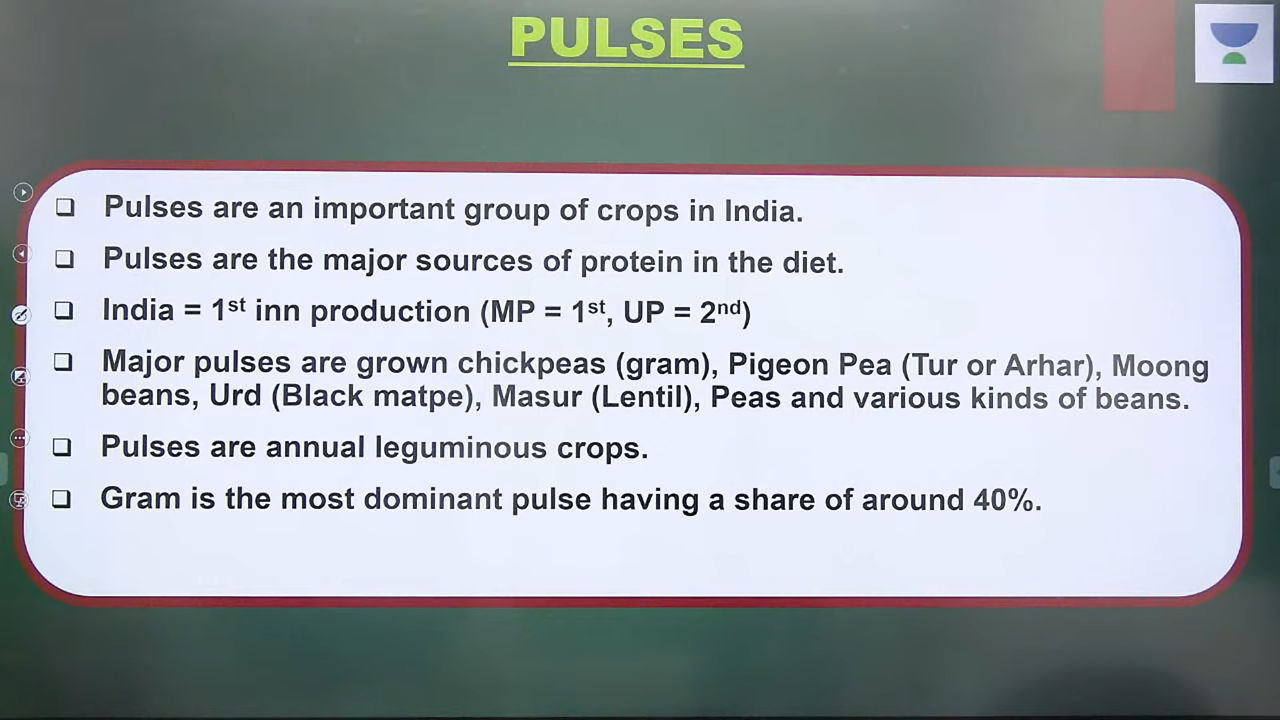 PULSES
❑ Pulses are an important group of crops in India.
❑ Pulses are the major sources of protein in the diet.
❑ India = 1st inn production (MP = 1st, UP = 2nd)
❑ Major pulses are grown chickpeas (gram), Pigeon Pea (Tur or Arhar), Moong
beans, Urd (Black matpe), Masur (Lentil), Peas and various kinds of beans.
❑ Pulses are annual leguminous crops.
❑ Gram is the most dominant pulse having a share of around 40%.